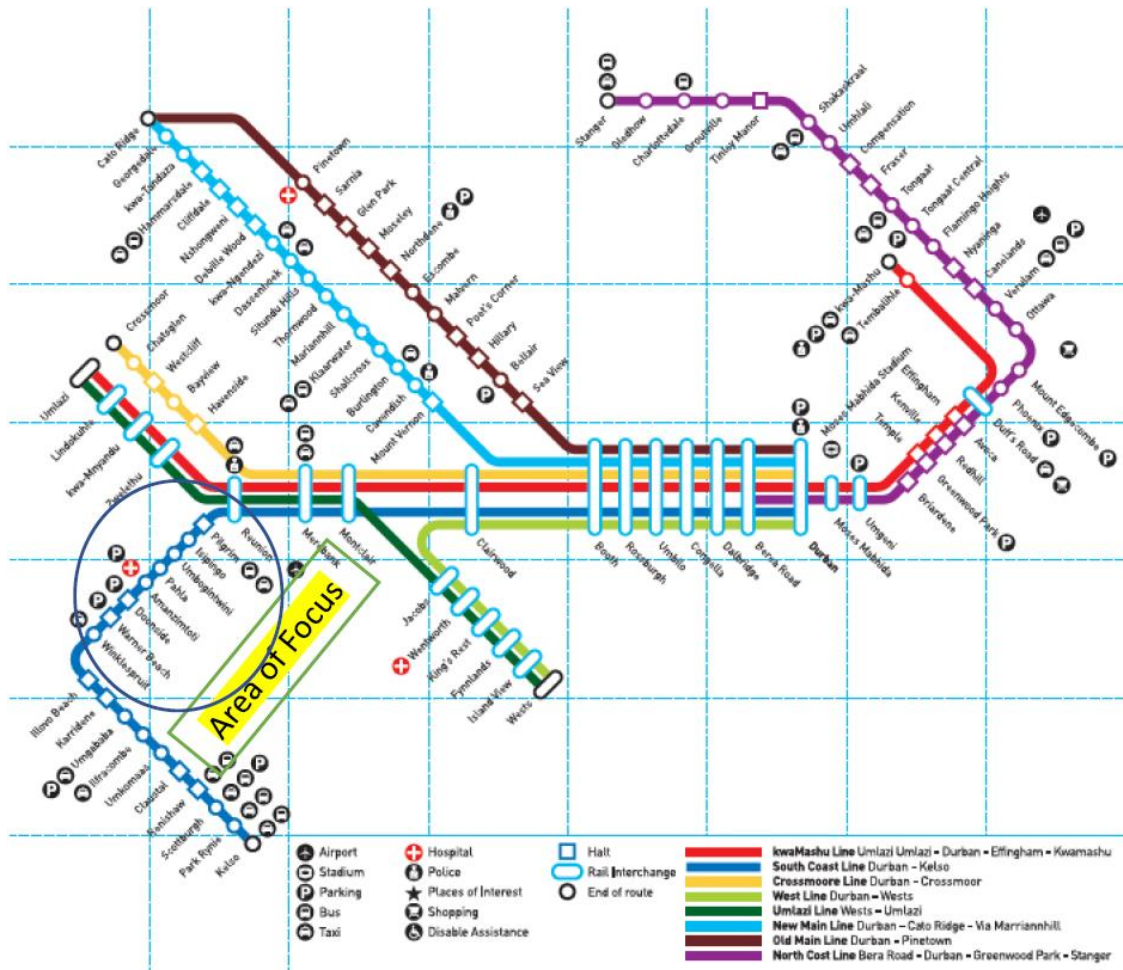 Stanger
Gledhow
Charlottedale
Groutville
Tinley Manor
Shakaskraal
Umhlali
Compensation
Fraser
Tongaat
Tongaat Central
Flamingo Heights
Nyaninga
Canelands
Verulam
Ottawa
Mount Edgecombe
Phoenix
Duff's Road
Avoca
Redhill
Greenwood Park
Briardene
kwa-Mashu
Tembalihle
Effingham
Kenville
Temple
Moses Mabhida Stadium
Umgeni
Moses Mabhida
Durban
Cato Ridge
Georgedale
kwa-Tandaza
Hammarsdale
Cliffdale
Nshongweni
Delville Wood
kwa-Ngendezi
Dassenhoek
Situndu Hills
Thornwood
Mariannhill
Klaarwater
Shallcross
Burlington
Cavendish
Mount Vernon
Pinetown
Sarnia
Glen Park
Moseley
Northdene
Escombe
Malvern
Poet's Corner
Hillary
Bellair
Sea View
Crossmoor
Chatsglen
Westcliff
Bayview
Havenside
Umlazi
Lindokuhle
kwa-Mnyandu
Zwelethu
Reunion
Merebank
Montclair
Clairwood
Booth
Rossburgh
Umbilo
Congella
Dalbridge
Berea Road
Jacobs
Wentworth
King's Rest
Fynnlands
Island View
Wests
Pilgrim
Isipingo
Umbogintwini
Pahla
Amanzimtoti
Doonside
Warner Beach
Winklespruit
Illovo Beach
Karridene
Umgababa
Ilfracombe
Umkomaas
Claustal
Renishaw
Scottburgh
Park Rynie
Kelso
Area of Focus
Airport
Stadium
Parking
Bus
Taxi
Hospital
Police
Places of Interest
Shopping
Disable Assistance
Halt
Rail Interchange
End of route
kwaMashu Line Umlazi Umlazi - Durban - Effingham - Kwamashu
South Coast Line Durban - Kelso
Crossmoore Line Durban - Crossmoor
West Line Durban - Wests
Umlazi Line Wests - Umlazi
New Main Line Durban - Cato Ridge - Via Marriannhill
Old Main Line Durban - Pinetown
North Cost Line Bera Road - Durban - Greenwood Park - Stanger